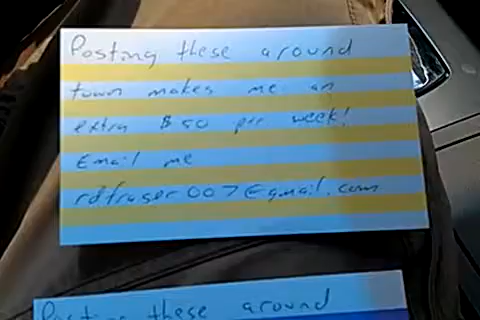 Posting these around
town makes me an
extra $50 per week!
Email me
rdfraser007@gmail.com
Posting these around